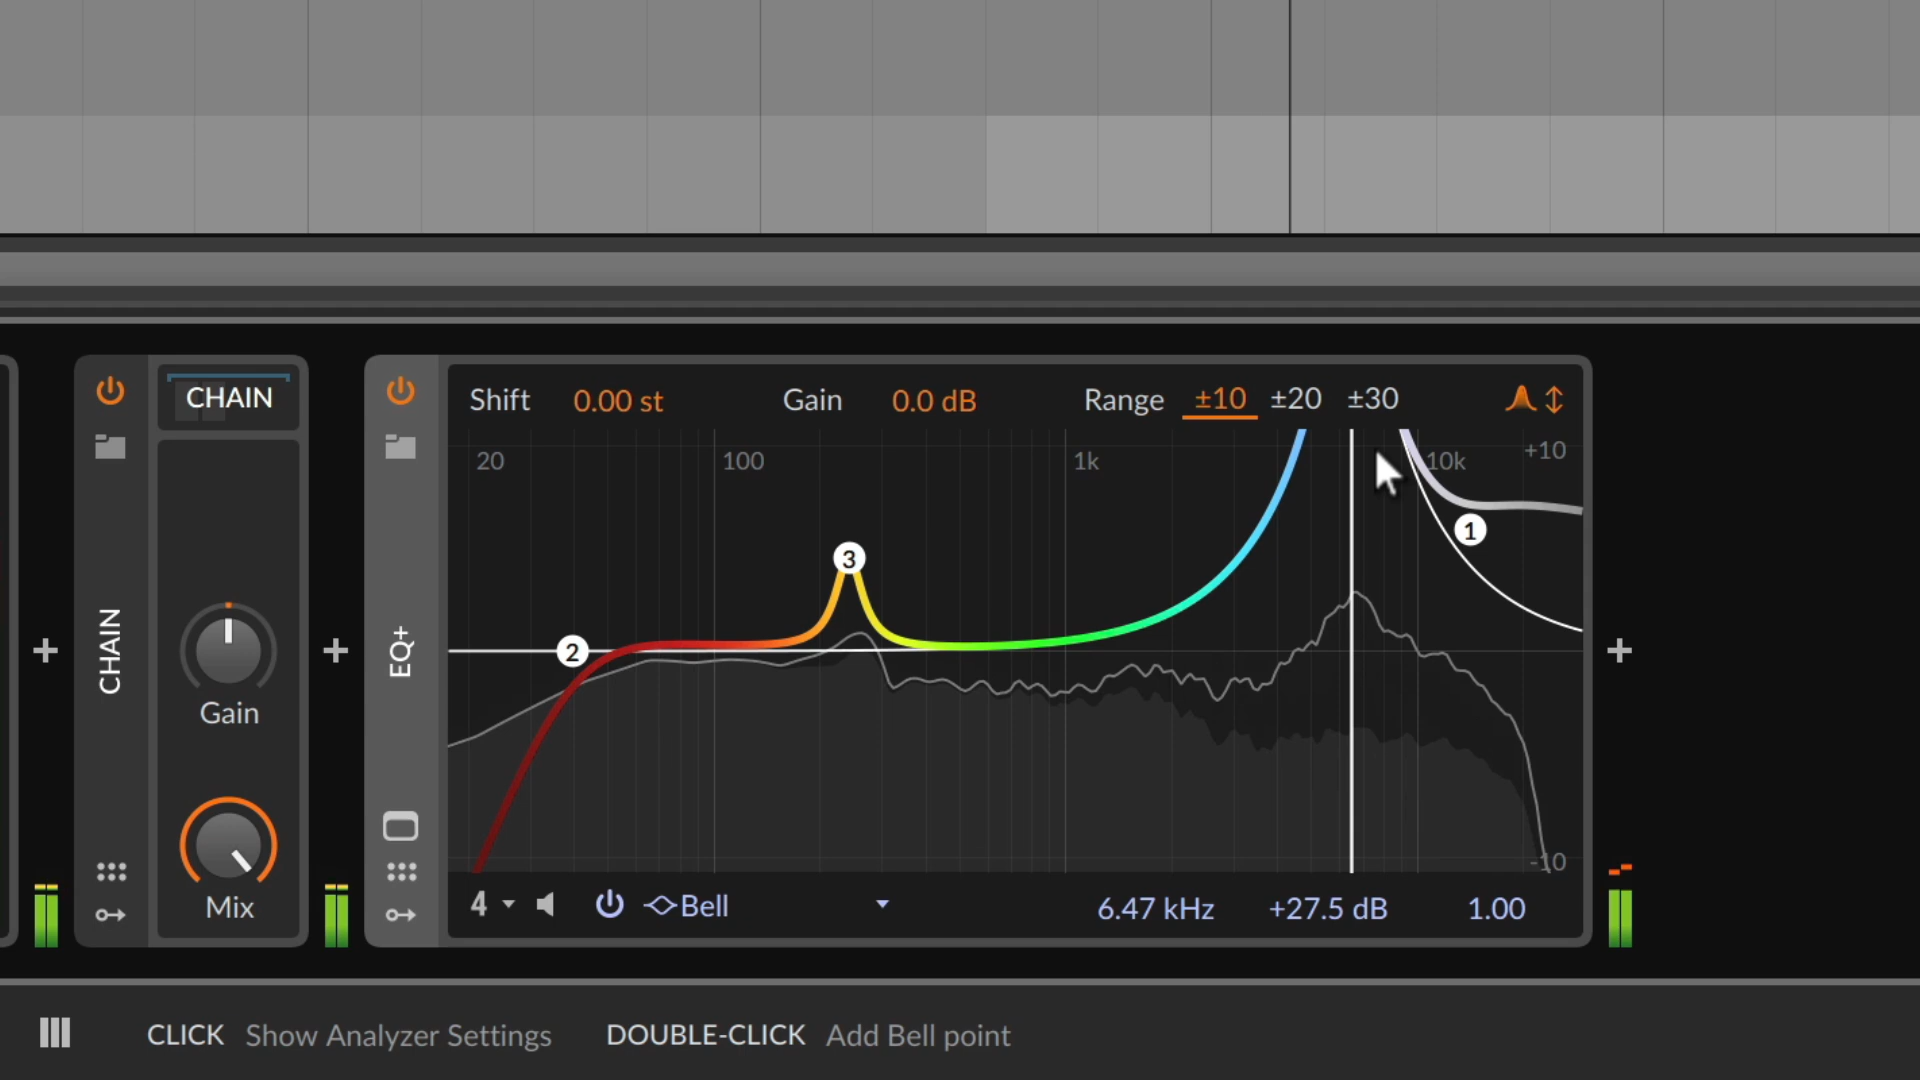 CHAIN
Shift 0.00 st Gain 0.0 dB Range ±10 ±20 ±30
20 100 1k 10k +10
1
3
2
CHAIN
EQ+
Gain
-10
Mix
4 Bell 6.47 kHz +27.5 dB 1.00
CLICK Show Analyzer Settings DOUBLE-CLICK Add Bell point